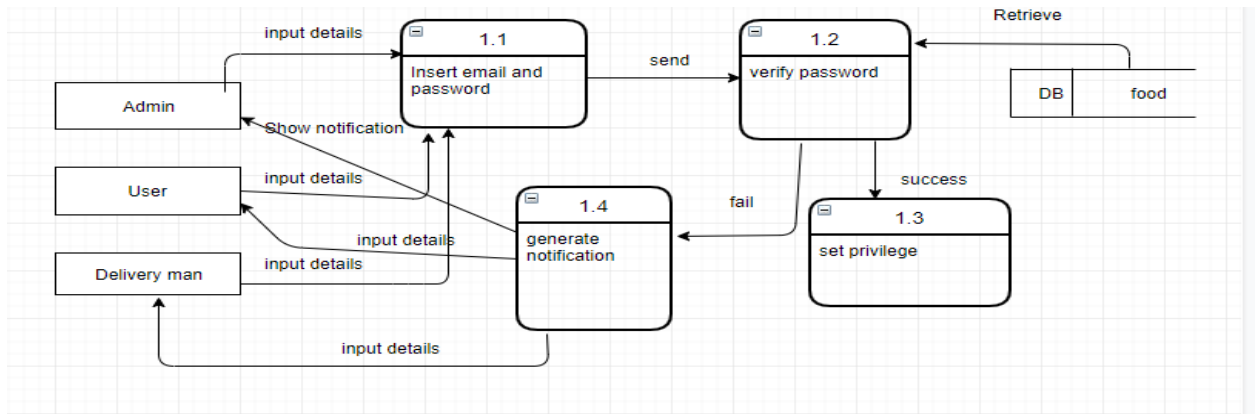 Retrieve
input details
1.1
1.2
Insert email and
password
send
verify password
DB
food
Admin
Show notification
User
input details
success
1.4
fail
1.3
generate
notification
input details
set privilege
Delivery man
input details
input details